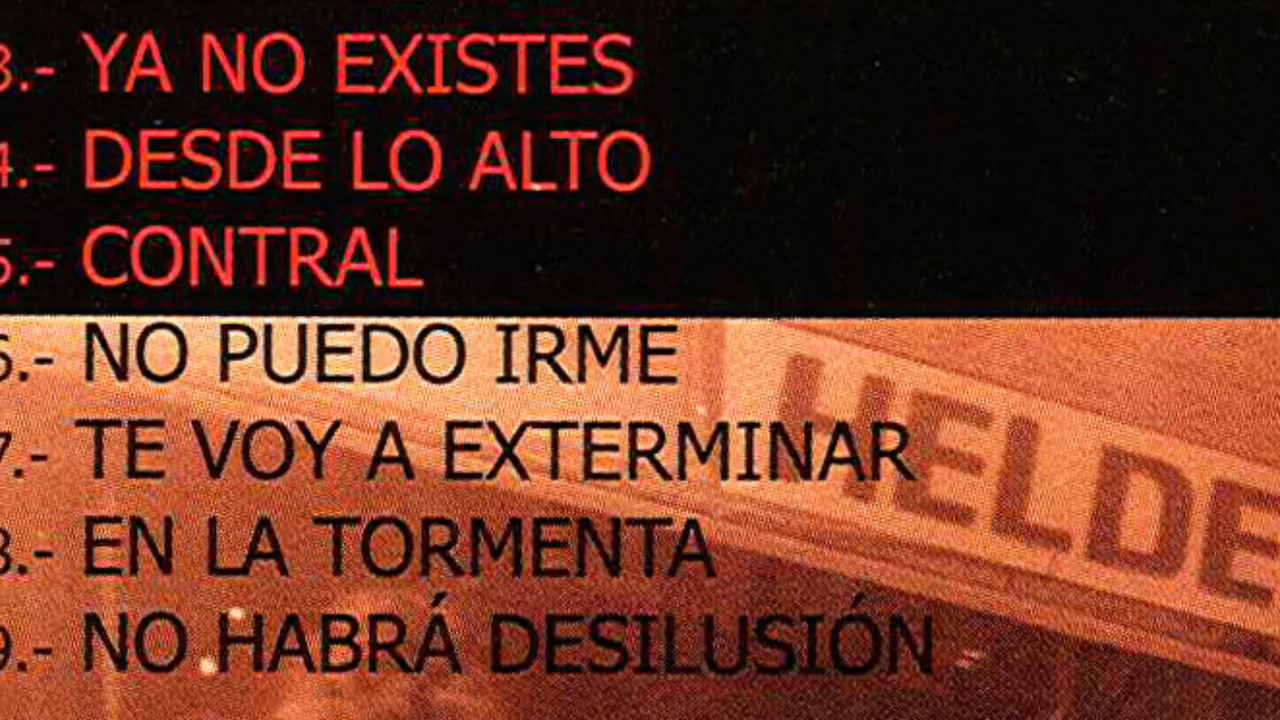 3.- YA NO EXISTES
4.- DESDE LO ALTO
5.- CONTRAL
6.- NO PUEDO IRME
7.- TE VOY A EXTERMINAR
8.- EN LA TORMENTA
9.- NO HABRÁ DESILUSIÓN
HELDE